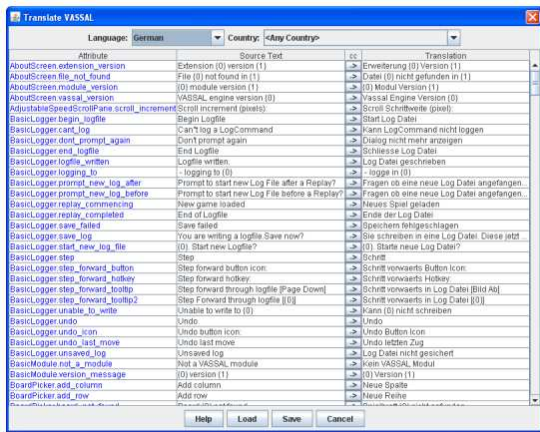 Translate VASSAL
Language: German Country: <Any Country>
Attribute Source Text cc Translation
AboutScreen.extension_version Extension {0} version {1} -> Erweiterung {0} Version {1}
AboutScreen.file_not_found File {0} not found in {1} -> Datei {0} nicht gefunden in {1}
AboutScreen.module_version {0} module version {1} -> {0} Modul Version {1}
AboutScreen.vassal_version VASSAL engine version {0} -> Vassal Engine Version {0}
AdjustableSpeedScrollPane.scroll_increment Scroll increment (pixels): -> Scroll Schrittweite (pixel):
BasicLogger.begin_logfile Begin Logfile -> Start Log Datei
BasicLogger.cant_log Can't log a LogCommand -> Kann LogCommand nicht loggen
BasicLogger.dont_prompt_again Don't prompt again -> Dialog nicht mehr anzeigen
BasicLogger.end_logfile End Logfile -> Schliesse Log Datei
BasicLogger.logfile_written Logfile written. -> Log Datei geschrieben
BasicLogger.logging_to - logging to {0} -> - logge in {0}
BasicLogger.prompt_new_log_after Prompt to start new Log File after a Replay? -> Fragen ob eine neue Log Datei angefangen...
BasicLogger.prompt_new_log_before Prompt to start new Log File before a Replay? -> Fragen ob eine neue Log Datei angefangen...
BasicLogger.replay_commencing New game loaded -> Neues Spiel geladen
BasicLogger.replay_completed End of Logfile -> Ende der Log Datei
BasicLogger.save_failed Save failed -> Speichern fehlgeschlagen
BasicLogger.save_log You are writing a logfile.Save now? -> Sie schreiben in eine Log Datei. Diese jetzt ...
BasicLogger.start_new_log_file {0}. Start new Logfile? -> {0}. Starte neue Log Datei?
BasicLogger.step Step -> Schritt
BasicLogger.step_forward_button Step forward button icon: -> Schritt vorwaerts Button Icon:
BasicLogger.step_forward_hotkey Step forward hotkey: -> Schritt vorwaerts Hotkey:
BasicLogger.step_forward_tooltip Step forward through logfile [Page Down] -> Schritt vorwaerts in Log Datei [Bild Ab]
BasicLogger.step_forward_tooltip2 Step Forward through logfile [{0}] -> Schritt vorwaerts in Log Datei [{0}]
BasicLogger.unable_to_write Unable to write to {0} -> Kann {0} nicht schreiben
BasicLogger.undo Undo -> Undo
BasicLogger.undo_icon Undo button icon: -> Undo Button Icon
BasicLogger.undo_last_move Undo last move -> Undo letzten Zug
BasicLogger.unsaved_log Unsaved log -> Log Datei nicht gesichert
BasicModule.not_a_module Not a VASSAL module -> Kein VASSAL Modul
BasicModule.version_message {0} version {1} -> {0} Version {1}
BoardPicker.add_column Add column -> Neue Spalte
BoardPicker.add_row Add row -> Neue Reihe
Help Load Save Cancel